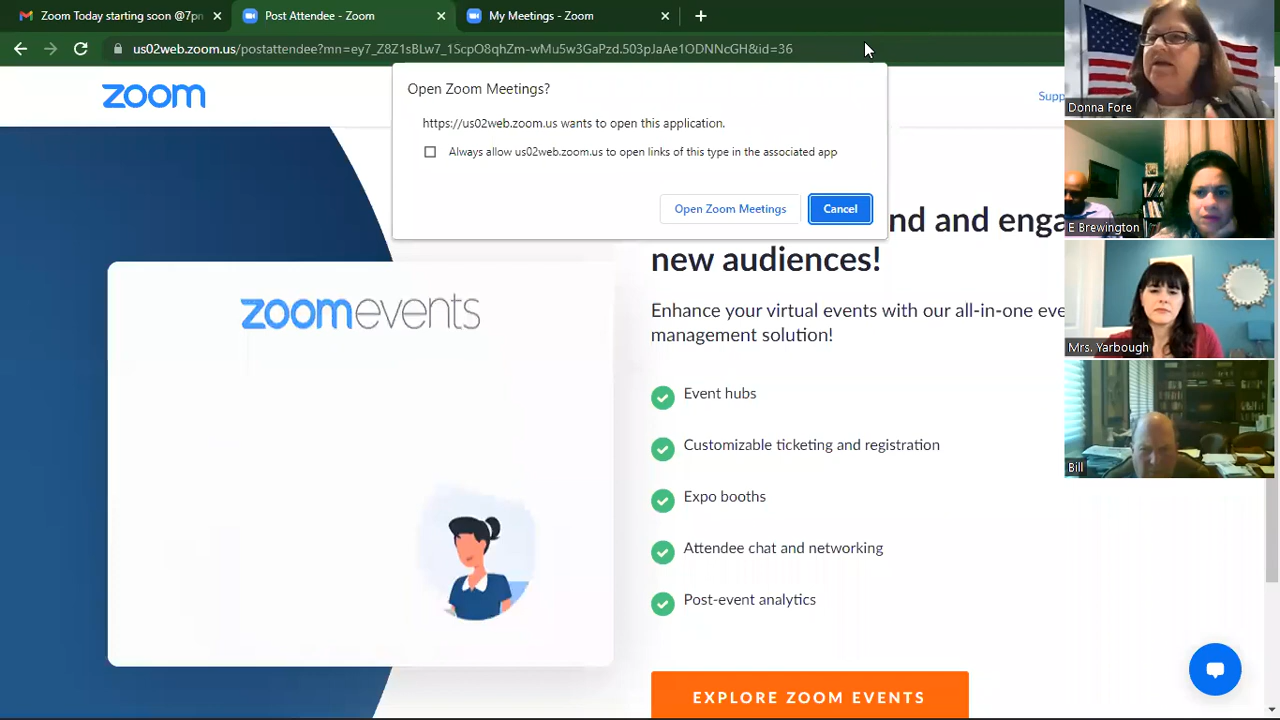 Zoom Today starting soon @7pm
Post Attendee - Zoom
My Meetings - Zoom
us02web.zoom.us/postattendee?mn=ey7_Z8Z1sBLw7_1ScpO8qhZm-wMu5w3GaPzd.503pJaAe1ODNNcGH&id=36
zoom
Supp
Open Zoom Meetings?
https://us02web.zoom.us wants to open this application.
Always allow us02web.zoom.us to open links of this type in the associated app
Open Zoom Meetings
Cancel
nd and enga
new audiences!
Enhance your virtual events with our all-in-one eve
management solution!
zoomevents
Event hubs
Customizable ticketing and registration
Expo booths
Attendee chat and networking
Post-event analytics
EXPLORE ZOOM EVENTS
Donna Fore
E Brewington
Mrs. Yarbough
Bill